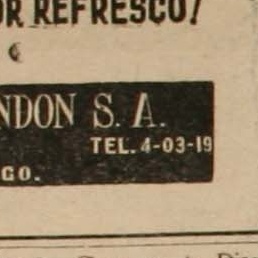 OR REFRESCO!
NDON S. A.
TEL. 4-03-19
GO.